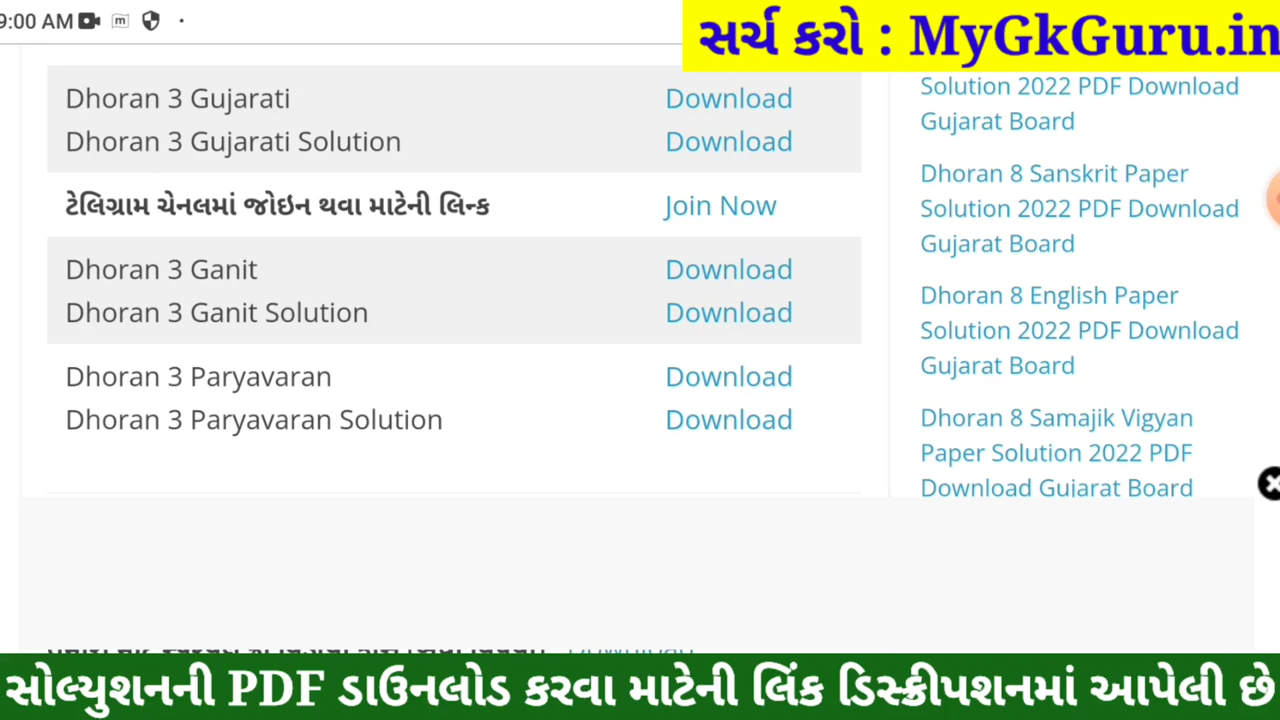 9:00 AM
સર્ચ કરો : MyGkGuru.in
Dhoran 3 Gujarati Download
Dhoran 3 Gujarati Solution Download
ટેલિગ્રામ ચેનલમાં જોઇન થવા માટેની લિન્ક Join Now
Dhoran 3 Ganit Download
Dhoran 3 Ganit Solution Download
Dhoran 3 Paryavaran Download
Dhoran 3 Paryavaran Solution Download
Solution 2022 PDF Download
Gujarat Board
Dhoran 8 Sanskrit Paper
Solution 2022 PDF Download
Gujarat Board
Dhoran 8 English Paper
Solution 2022 PDF Download
Gujarat Board
Dhoran 8 Samajik Vigyan
Paper Solution 2022 PDF
Download Gujarat Board
સોલ્યુશનની PDF ડાઉનલોડ કરવા માટેની લિંક ડિસ્ક્રીપશનમાં આપેલી છે